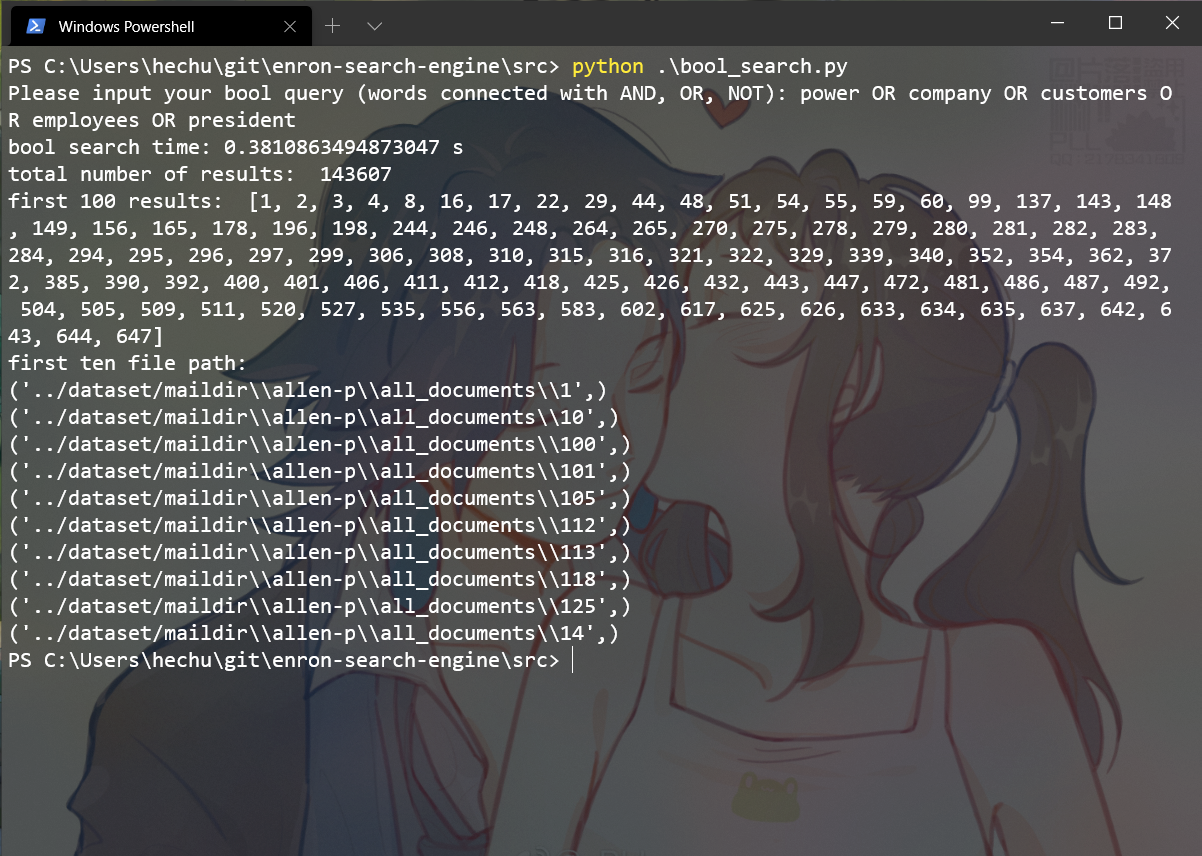 Windows Powershell
PS C:\Users\hechu\git\enron-search-engine\src> python .\bool_search.py
Please input your bool query (words connected with AND, OR, NOT): power OR company OR customers O
R employees OR president
bool search time: 0.3810863494873047 s
total number of results:  143607
first 100 results:  [1, 2, 3, 4, 8, 16, 17, 22, 29, 44, 48, 51, 54, 55, 59, 60, 99, 137, 143, 148
, 149, 156, 165, 178, 196, 198, 244, 246, 248, 264, 265, 270, 275, 278, 279, 280, 281, 282, 283,
284, 294, 295, 296, 297, 299, 306, 308, 310, 315, 316, 321, 322, 329, 339, 340, 352, 354, 362, 37
2, 385, 390, 392, 400, 401, 406, 411, 412, 418, 425, 426, 432, 443, 447, 472, 481, 486, 487, 492,
 504, 505, 509, 511, 520, 527, 535, 556, 563, 583, 602, 617, 625, 626, 633, 634, 635, 637, 642, 6
43, 644, 647]
first ten file path:
('../dataset/maildir\\allen-p\\all_documents\\1',)
('../dataset/maildir\\allen-p\\all_documents\\10',)
('../dataset/maildir\\allen-p\\all_documents\\100',)
('../dataset/maildir\\allen-p\\all_documents\\101',)
('../dataset/maildir\\allen-p\\all_documents\\105',)
('../dataset/maildir\\allen-p\\all_documents\\112',)
('../dataset/maildir\\allen-p\\all_documents\\113',)
('../dataset/maildir\\allen-p\\all_documents\\118',)
('../dataset/maildir\\allen-p\\all_documents\\125',)
('../dataset/maildir\\allen-p\\all_documents\\14',)
PS C:\Users\hechu\git\enron-search-engine\src>